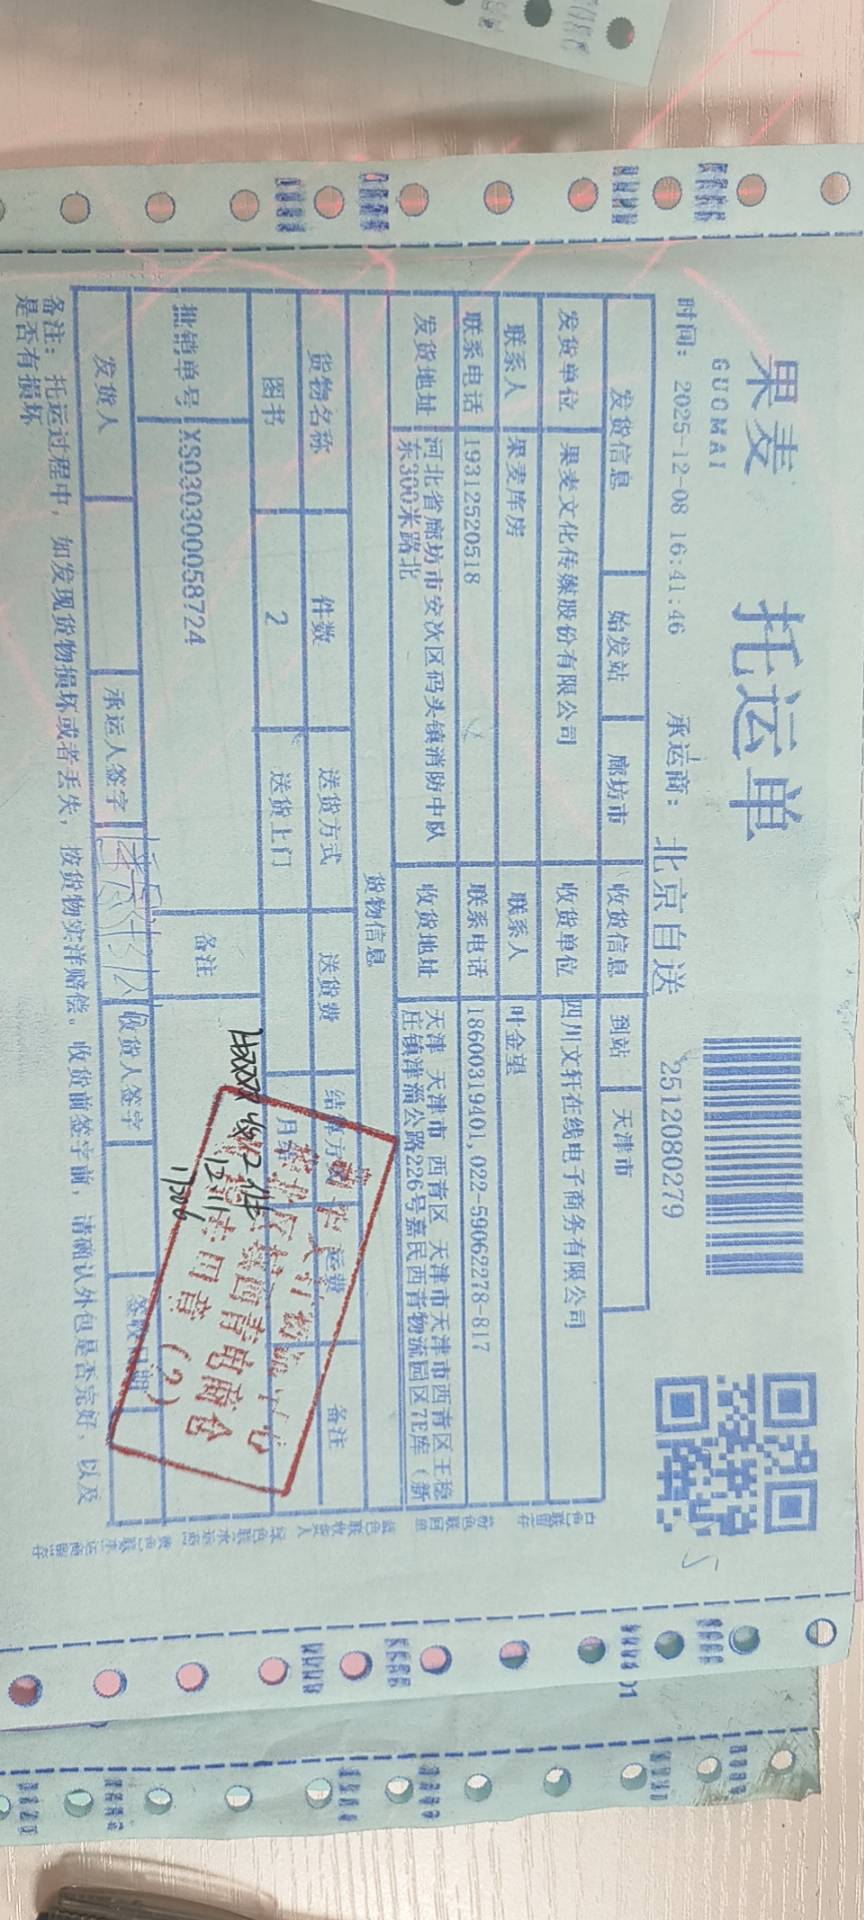 果麦
GUOMAI
托运单
2512080279
时间: 2025-12-08 16:41:46 承运商: 北京自送
发货信息 始发站 廊坊市 收货信息 到站 天津市
发货单位 果麦文化传媒股份有限公司 收货单位 四川文轩在线电子商务有限公司
联系人 果麦库房 联系人 叶金望
联系电话 19312520518 联系电话 18600319401,022-59062278-817
发货地址 河北省廊坊市安次区码头镇消防中队东300米路北 收货地址 天津 天津市 西青区 天津市天津市西青区王稳庄镇津淄公路226号嘉民西青物流园区7E库（新
货物信息
货物名称 件数 送货方式 送货费 结算方式 运费 备注
图书 2 送货上门 月结
批销单号 XS0303000058724 备注
发货人 承运人签字 收货人签字 签收日期
备注: 托运过程中, 如发现货物损坏或者丢失, 按货物实洋赔偿。收货前签字前, 请确认外包是否完好, 以及
是否有损坏
西青电商仓
专用章
(2)